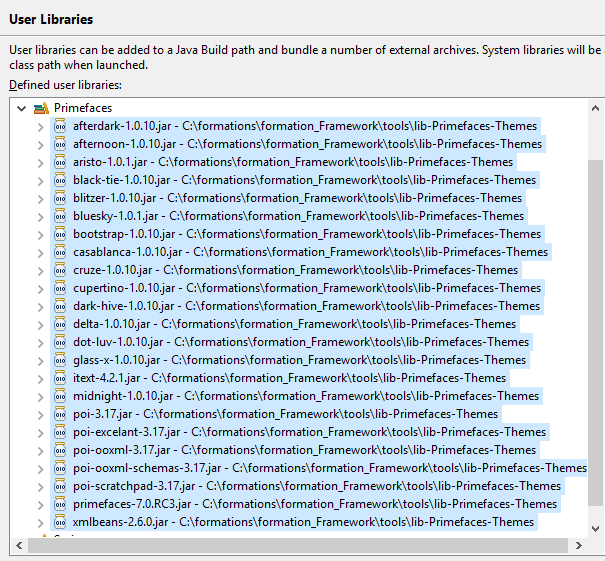 User Libraries
User libraries can be added to a Java Build path and bundle a number of external archives. System libraries will be
class path when launched.
Defined user libraries:
Primefaces
afterdark-1.0.10.jar - C:\formations\formation_Framework\tools\lib-Primefaces-Themes
afternoon-1.0.10.jar - C:\formations\formation_Framework\tools\lib-Primefaces-Themes
aristo-1.0.1.jar - C:\formations\formation_Framework\tools\lib-Primefaces-Themes
black-tie-1.0.10.jar - C:\formations\formation_Framework\tools\lib-Primefaces-Themes
blitzer-1.0.10.jar - C:\formations\formation_Framework\tools\lib-Primefaces-Themes
bluesky-1.0.1.jar - C:\formations\formation_Framework\tools\lib-Primefaces-Themes
bootstrap-1.0.10.jar - C:\formations\formation_Framework\tools\lib-Primefaces-Themes
casablanca-1.0.10.jar - C:\formations\formation_Framework\tools\lib-Primefaces-Themes
cruze-1.0.10.jar - C:\formations\formation_Framework\tools\lib-Primefaces-Themes
cupertino-1.0.10.jar - C:\formations\formation_Framework\tools\lib-Primefaces-Themes
dark-hive-1.0.10.jar - C:\formations\formation_Framework\tools\lib-Primefaces-Themes
delta-1.0.10.jar - C:\formations\formation_Framework\tools\lib-Primefaces-Themes
dot-luv-1.0.10.jar - C:\formations\formation_Framework\tools\lib-Primefaces-Themes
glass-x-1.0.10.jar - C:\formations\formation_Framework\tools\lib-Primefaces-Themes
itext-4.2.1.jar - C:\formations\formation_Framework\tools\lib-Primefaces-Themes
midnight-1.0.10.jar - C:\formations\formation_Framework\tools\lib-Primefaces-Themes
poi-3.17.jar - C:\formations\formation_Framework\tools\lib-Primefaces-Themes
poi-excelant-3.17.jar - C:\formations\formation_Framework\tools\lib-Primefaces-Themes
poi-ooxml-3.17.jar - C:\formations\formation_Framework\tools\lib-Primefaces-Themes
poi-ooxml-schemas-3.17.jar - C:\formations\formation_Framework\tools\lib-Primefaces-Themes
poi-scratchpad-3.17.jar - C:\formations\formation_Framework\tools\lib-Primefaces-Themes
primefaces-7.0.RC3.jar - C:\formations\formation_Framework\tools\lib-Primefaces-Themes
xmlbeans-2.6.0.jar - C:\formations\formation_Framework\tools\lib-Primefaces-Themes